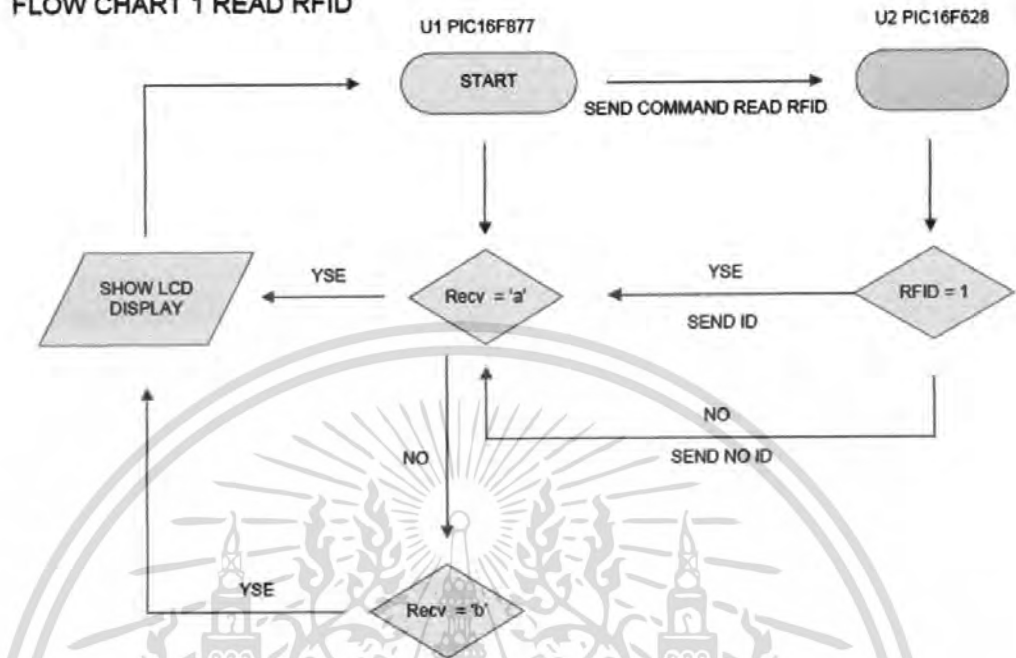 FLOW CHART 1 READ RFID
U1 PIC16F877
U2 PIC16F628
START
SEND COMMAND READ RFID
SHOW LCD
DISPLAY
YSE
Recv = 'a'
YSE
SEND ID
RFID = 1
NO
NO
SEND NO ID
YSE
Recv = 'b'